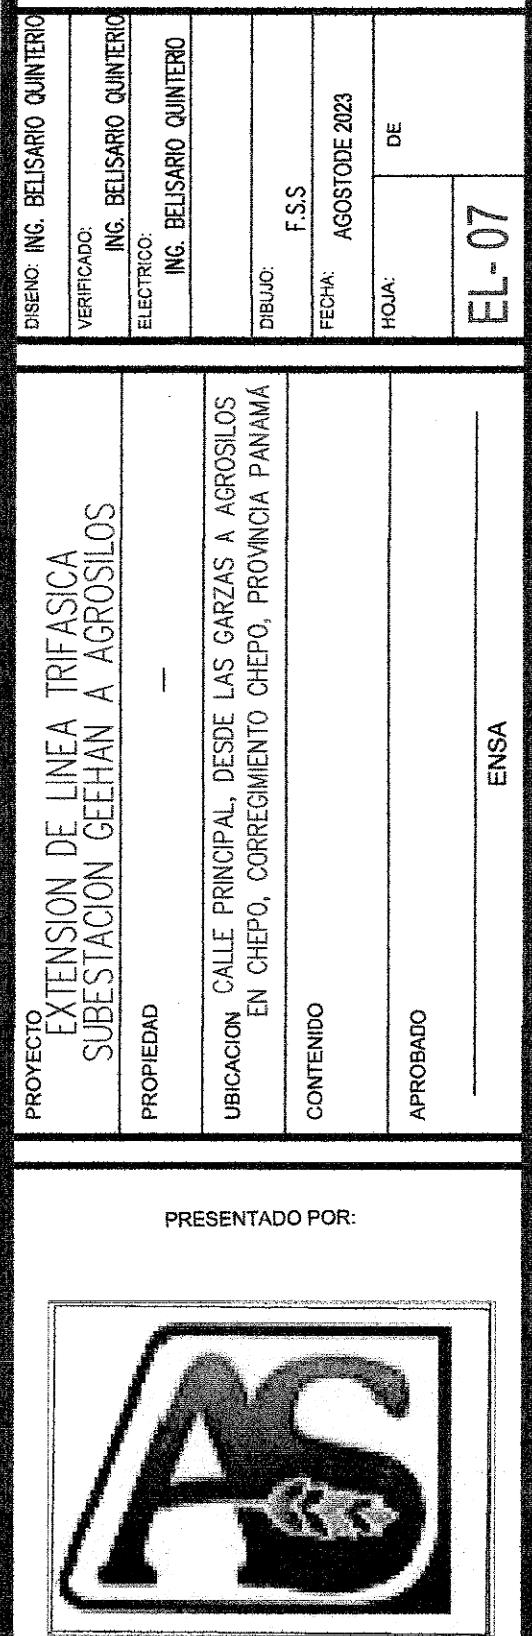 PRESENTADO POR:
PROYECTO
EXTENSION DE LINEA TRIFASICA
SUBESTACION GEEHAN A AGROSILOS
PROPIEDAD
—
UBICACION CALLE PRINCIPAL, DESDE LAS GARZAS A AGROSILOS
EN CHEPO, CORREGIMIENTO CHEPO, PROVINCIA PANAMÁ
CONTENIDO
APROBADO
ENSA
DISENO: ING. BELISARIO QUINTERIO
VERIFICADO:
ING. BELISARIO QUINTERIO
ELECTRICO:
ING. BELISARIO QUINTERIO
DIBUJO:
F.S.S
FECHA:
AGOSTODE 2023
HOJA:
DE
EL-07
AS